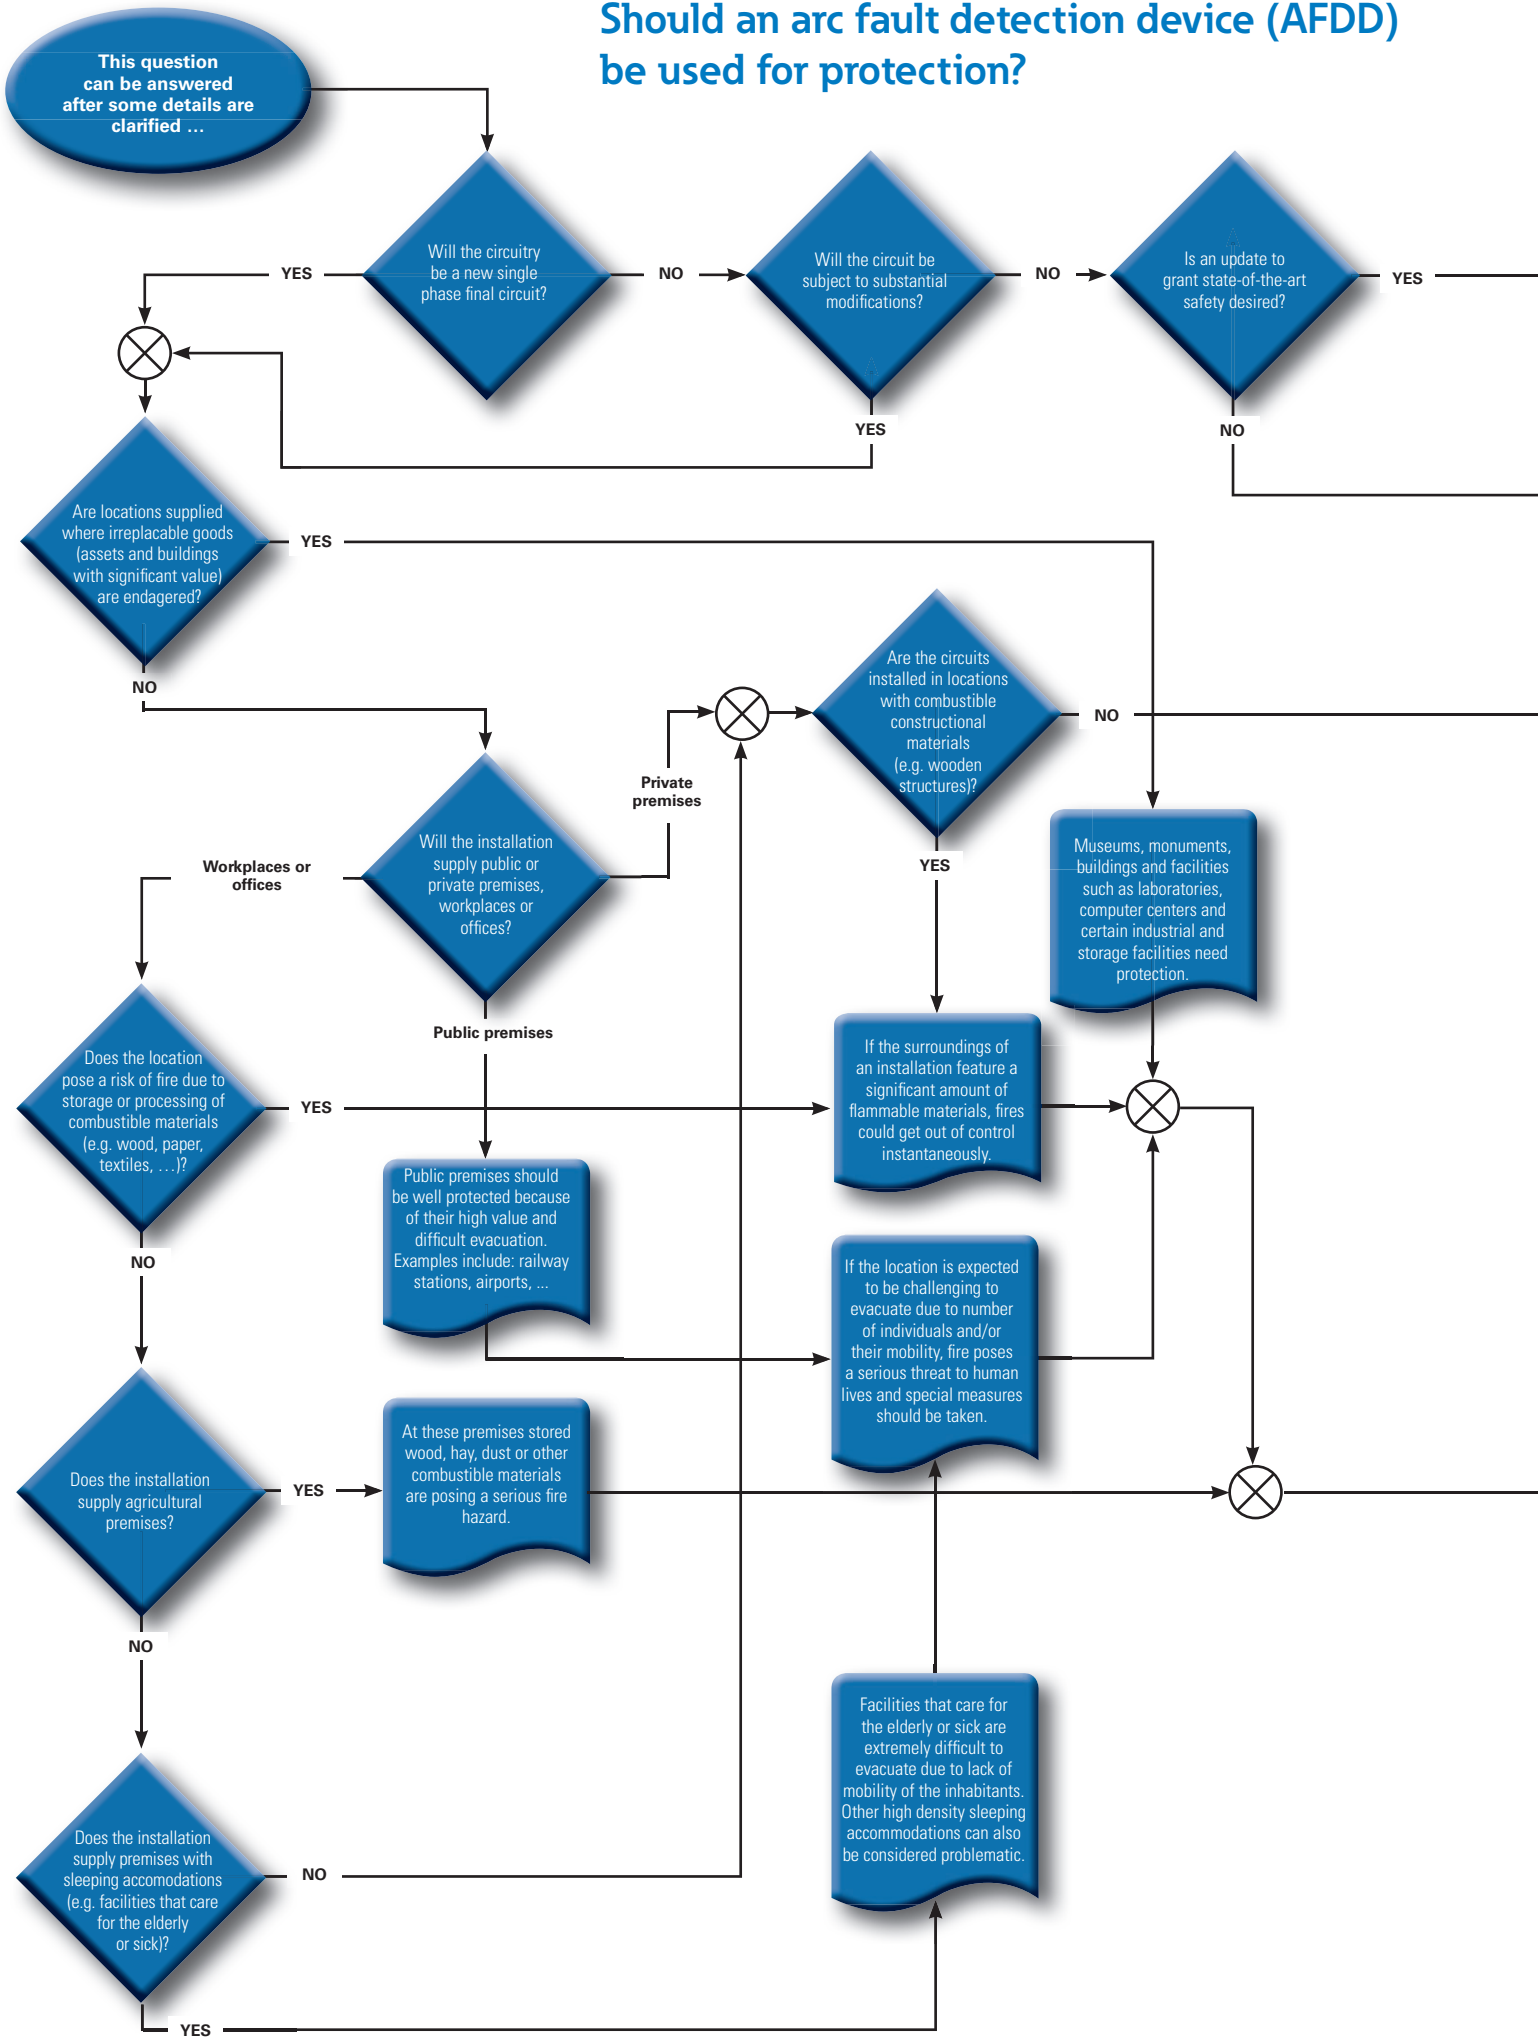 Should an arc fault detection device (AFDD)
be used for protection?
This question
can be answered
after some details are
clarified …
Will the circuitry
be a new single
phase final circuit?
YES
NO
Will the circuit be
subject to substantial
modifications?
NO
YES
Is an update to
grant state-of-the-art
safety desired?
YES
NO
Are locations supplied
where irreplacable goods
(assets and buildings
with significant value)
are endagered?
YES
NO
Will the installation
supply public or
private premises,
workplaces or
offices?
Private
premises
Workplaces or
offices
Public premises
Are the circuits
installed in locations
with combustible
constructional
materials
(e.g. wooden
structures)?
NO
YES
Museums, monuments,
buildings and facilities
such as laboratories,
computer centers and
certain industrial and
storage facilities need
protection.
Does the location
pose a risk of fire due to
storage or processing of
combustible materials
(e.g. wood, paper,
textiles, …)?
YES
NO
If the surroundings of
an installation feature a
significant amount of
flammable materials, fires
could get out of control
instantaneously.
Public premises should
be well protected because
of their high value and
difficult evacuation.
Examples include: railway
stations, airports, ...
If the location is expected
to be challenging to
evacuate due to number
of individuals and/or
their mobility, fire poses
a serious threat to human
lives and special measures
should be taken.
Does the installation
supply agricultural
premises?
YES
NO
At these premises stored
wood, hay, dust or other
combustible materials
are posing a serious fire
hazard.
Facilities that care for
the elderly or sick are
extremely difficult to
evacuate due to lack of
mobility of the inhabitants.
Other high density sleeping
accommodations can also
be considered problematic.
Does the installation
supply premises with
sleeping accomodations
(e.g. facilities that care
for the elderly
or sick)?
NO
YES